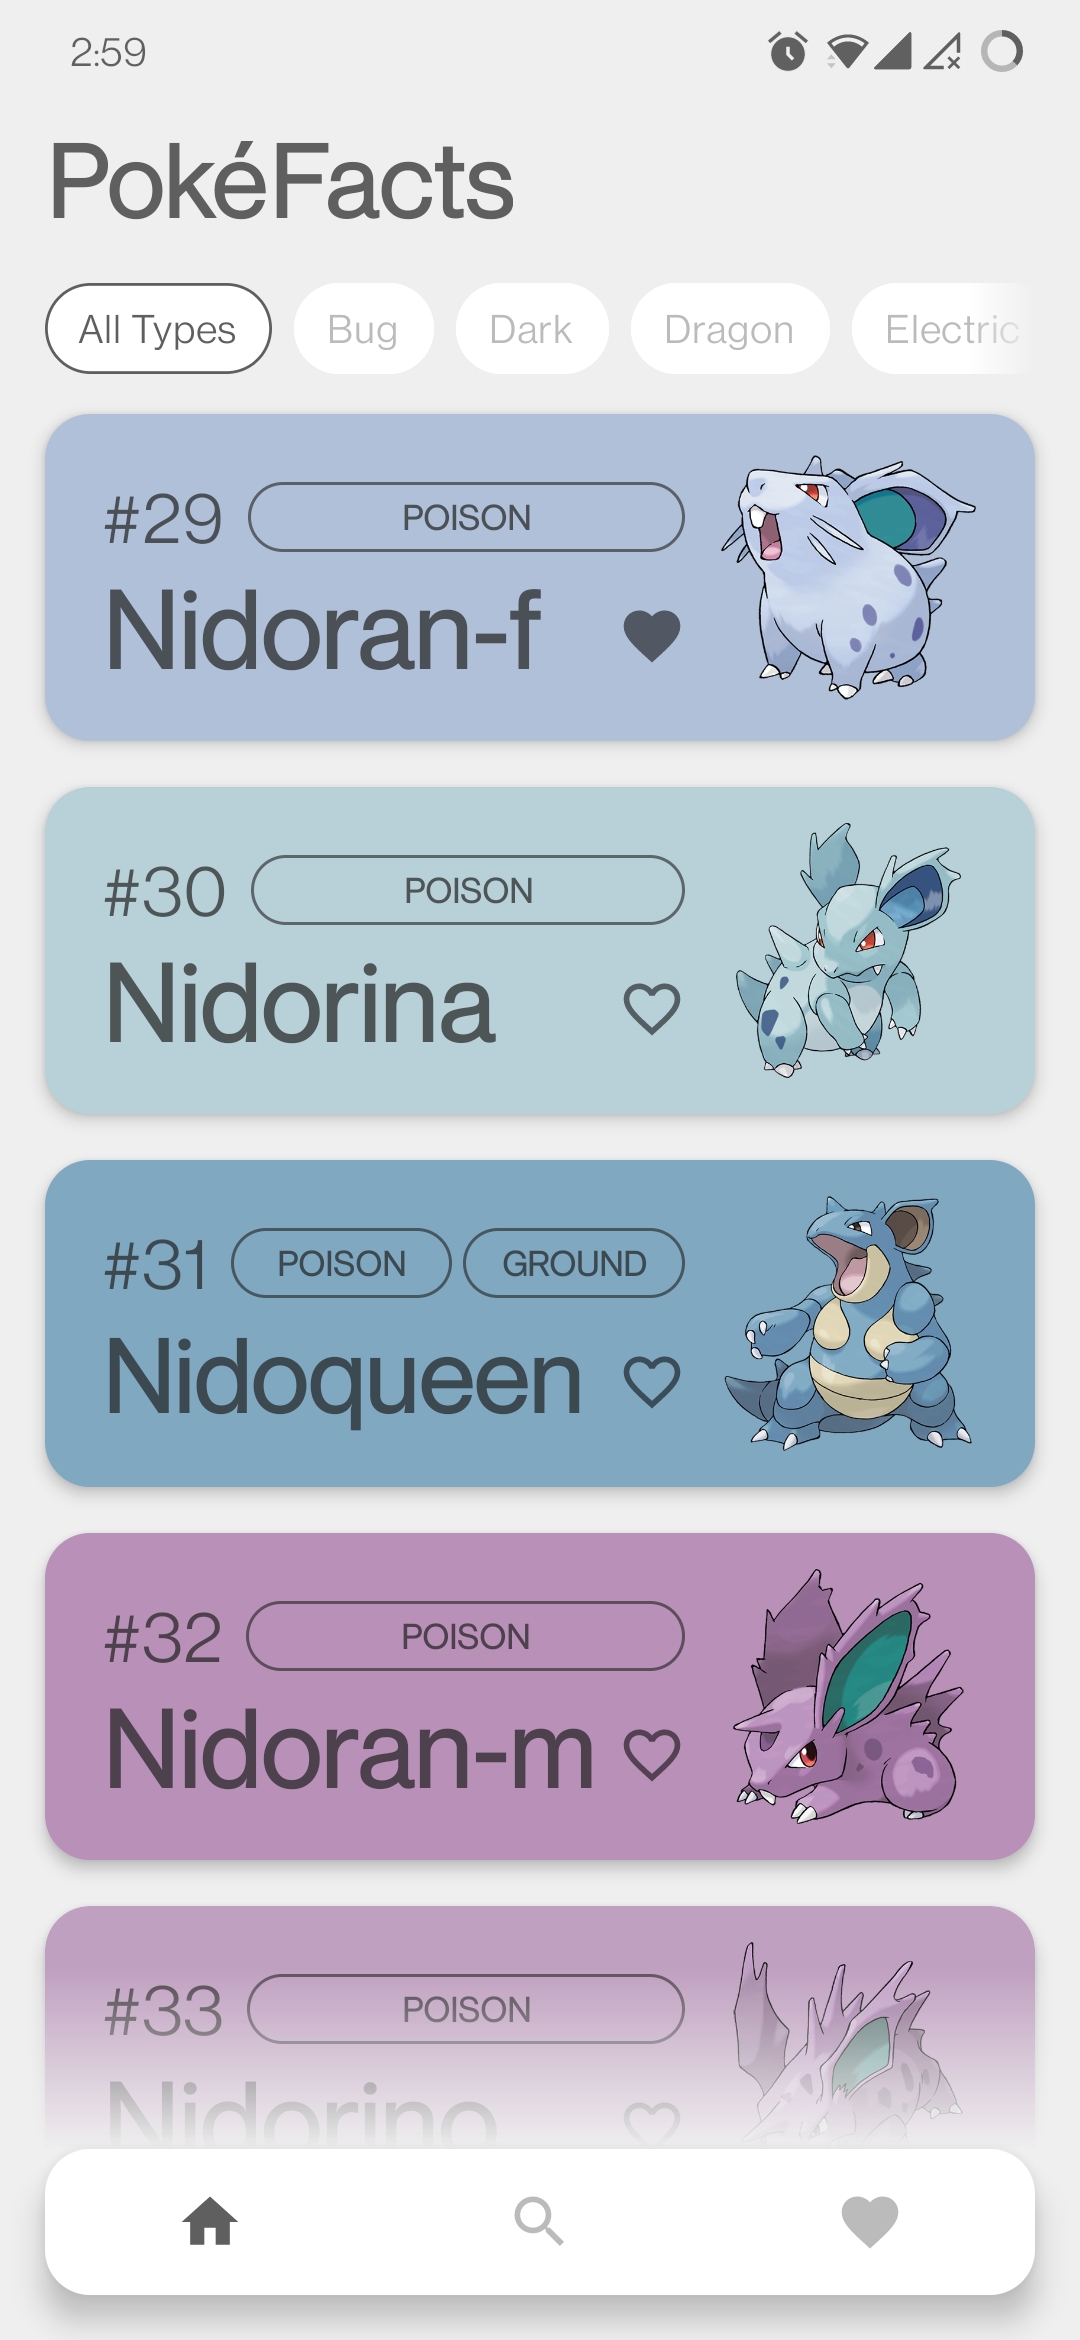 2:59
PokéFacts
All Types Bug Dark Dragon Electric
#29 POISON
Nidoran-f
#30 POISON
Nidorina
#31 POISON GROUND
Nidoqueen
#32 POISON
Nidoran-m
#33 POISON
Nidorino